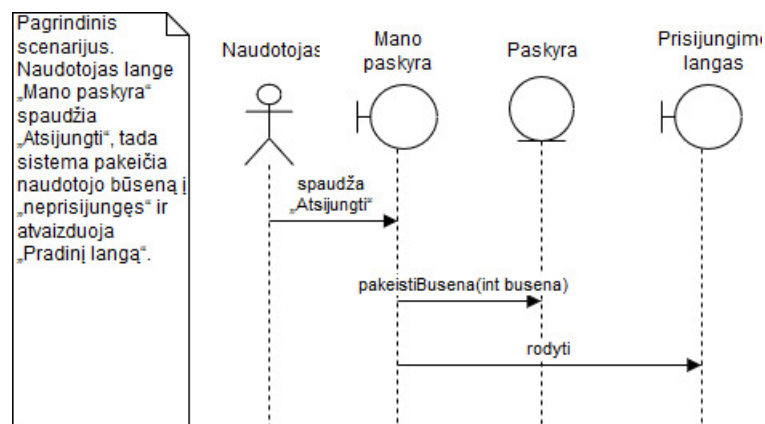 Pagrindinis
scenarijus.
Naudotojas lange
„Mano paskyra“
spaudžia
„Atsijungti“, tada
sistema pakeičia
naudotojo būseną į
„neprisijungęs“ ir
atvaizduoja
„Pradinį langą“.
Naudotojas
Mano
paskyra
Paskyra
Prisijungimo
langas
spaudža
„Atsijungti“
pakeistiBusena(int busena)
rodyti